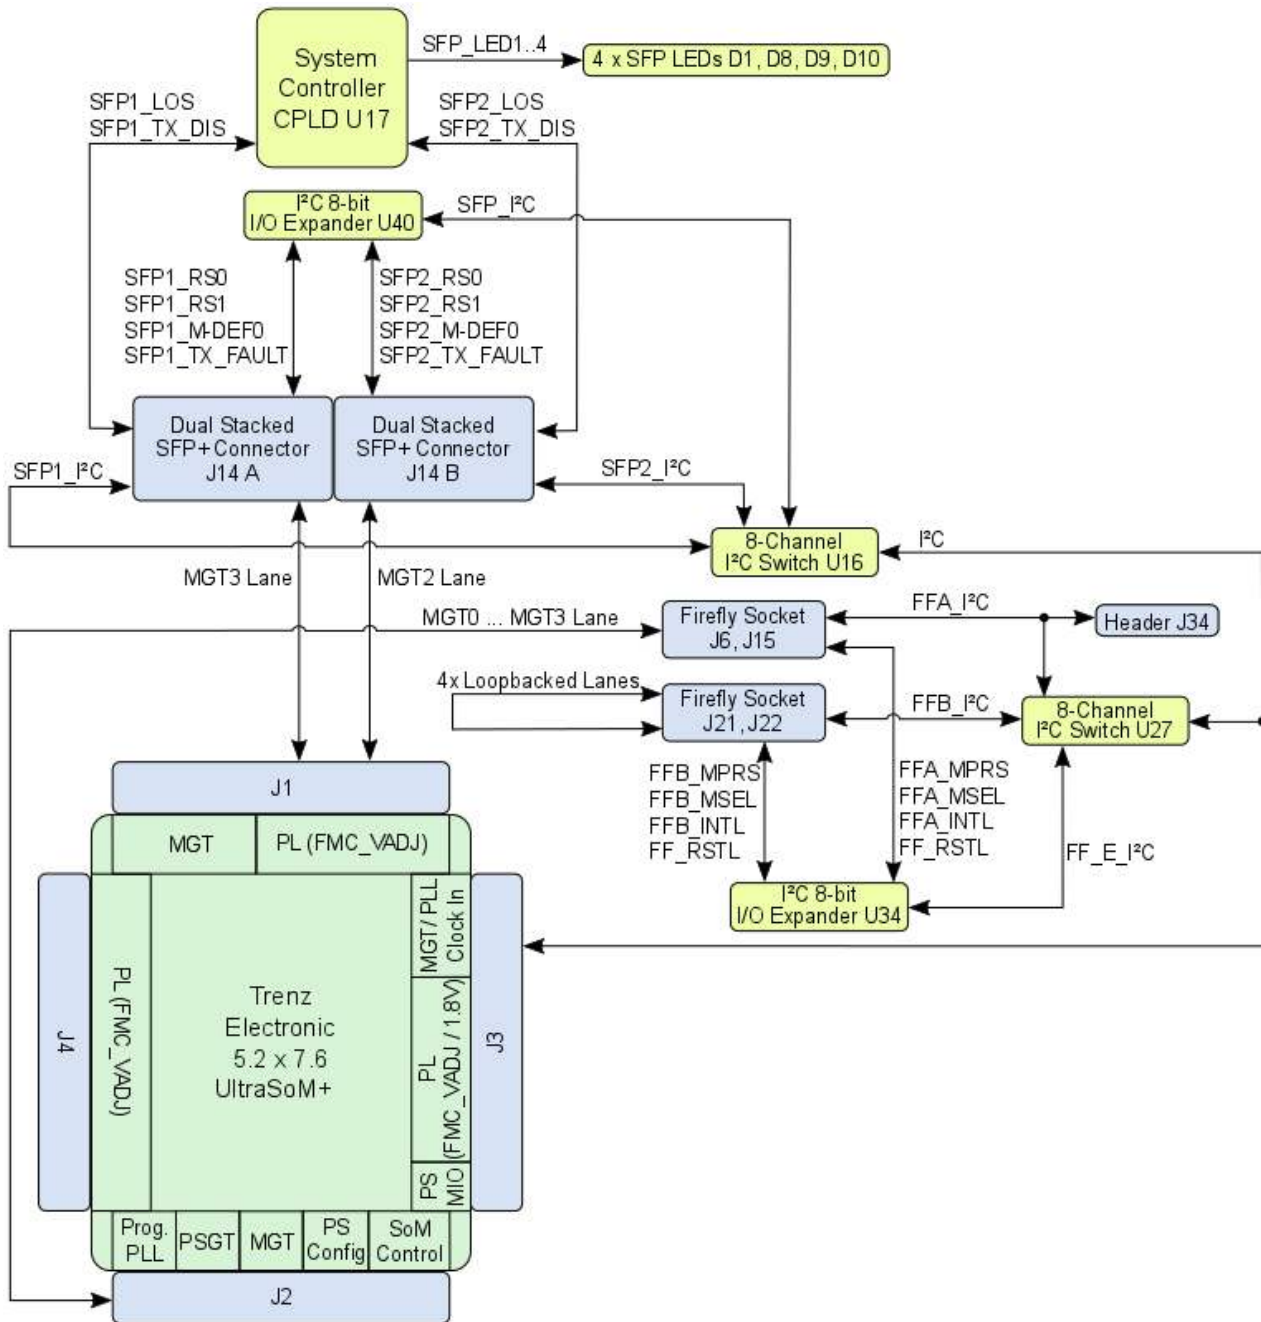 System
Controller
CPLD U17
SFP_LED1..4
4 x SFP LEDs D1, D8, D9, D10
SFP1_LOS
SFP1_TX_DIS
SFP2_LOS
SFP2_TX_DIS
I²C 8-bit
I/O Expander U40
SFP_I²C
SFP1_RS0
SFP1_RS1
SFP1_M-DEF0
SFP1_TX_FAULT
SFP2_RS0
SFP2_RS1
SFP2_M-DEF0
SFP2_TX_FAULT
Dual Stacked
SFP+ Connector
J14 A
Dual Stacked
SFP+ Connector
J14 B
SFP1_I²C
SFP2_I²C
8-Channel
I²C Switch U16
I²C
MGT3 Lane
MGT2 Lane
MGT0 ... MGT3 Lane
Firefly Socket
J6, J15
FFA_I²C
Header J34
4x Loopbacked Lanes
Firefly Socket
J21, J22
FFB_I²C
8-Channel
I²C Switch U27
FFB_MPRS
FFB_MSEL
FFB_INTL
FF_RSTL
FFA_MPRS
FFA_MSEL
FFA_INTL
FF_RSTL
FF_E_I²C
I²C 8-bit
I/O Expander U34
J1
MGT
PL (FMC_VADJ)
MGT / PLL
Clock In
PL (FMC_VADJ)
J4
Trenz
Electronic
5.2 x 7.6
UltraSoM+
PL
(FMC_VADJ / 1.8V)
J3
PS
MIO
Prog.
PLL
PSGT
MGT
PS
Config
SoM
Control
J2